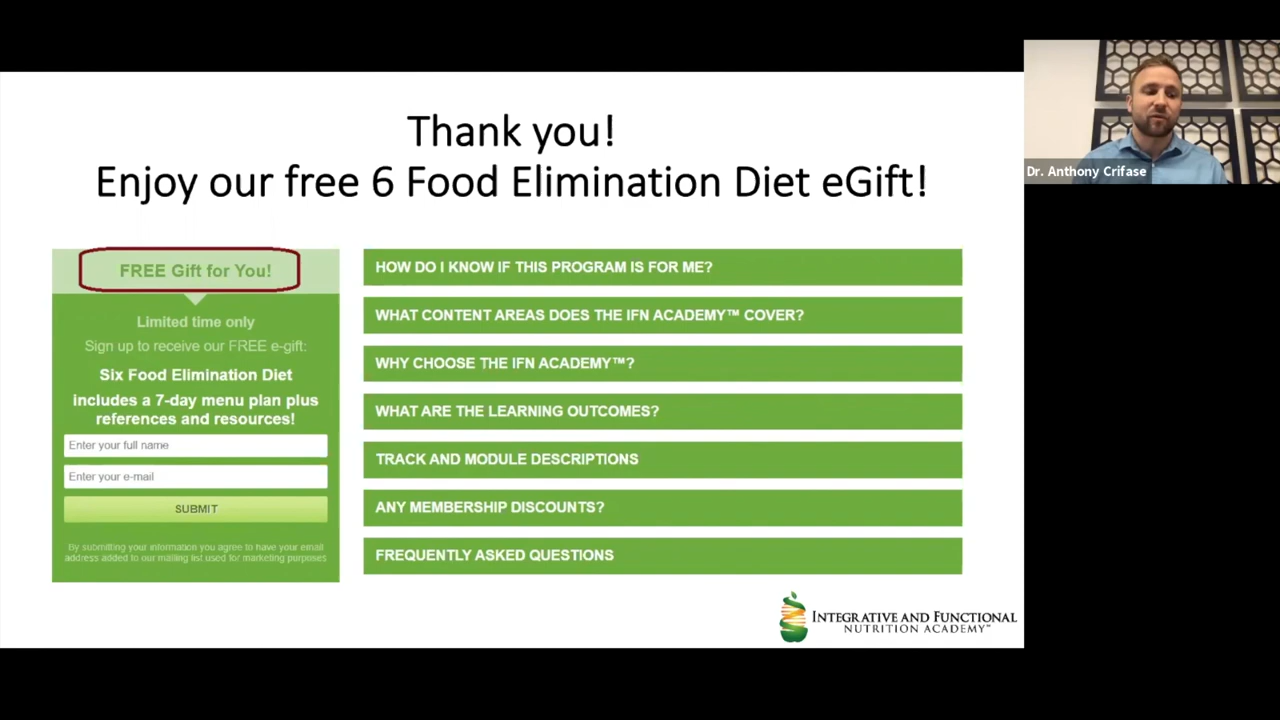 Thank you!
Enjoy our free 6 Food Elimination Diet eGift!
FREE Gift for You!
Limited time only
Sign up to receive our FREE e-gift:
Six Food Elimination Diet
includes a 7-day menu plan plus
references and resources!
Enter your full name
Enter your e-mail
SUBMIT
By submitting your information you agree to have your email
address added to our mailing list used for marketing purposes
HOW DO I KNOW IF THIS PROGRAM IS FOR ME?
WHAT CONTENT AREAS DOES THE IFN ACADEMY™ COVER?
WHY CHOOSE THE IFN ACADEMY™?
WHAT ARE THE LEARNING OUTCOMES?
TRACK AND MODULE DESCRIPTIONS
ANY MEMBERSHIP DISCOUNTS?
FREQUENTLY ASKED QUESTIONS
INTEGRATIVE AND FUNCTIONAL
NUTRITION ACADEMY™
Dr. Anthony Crifase